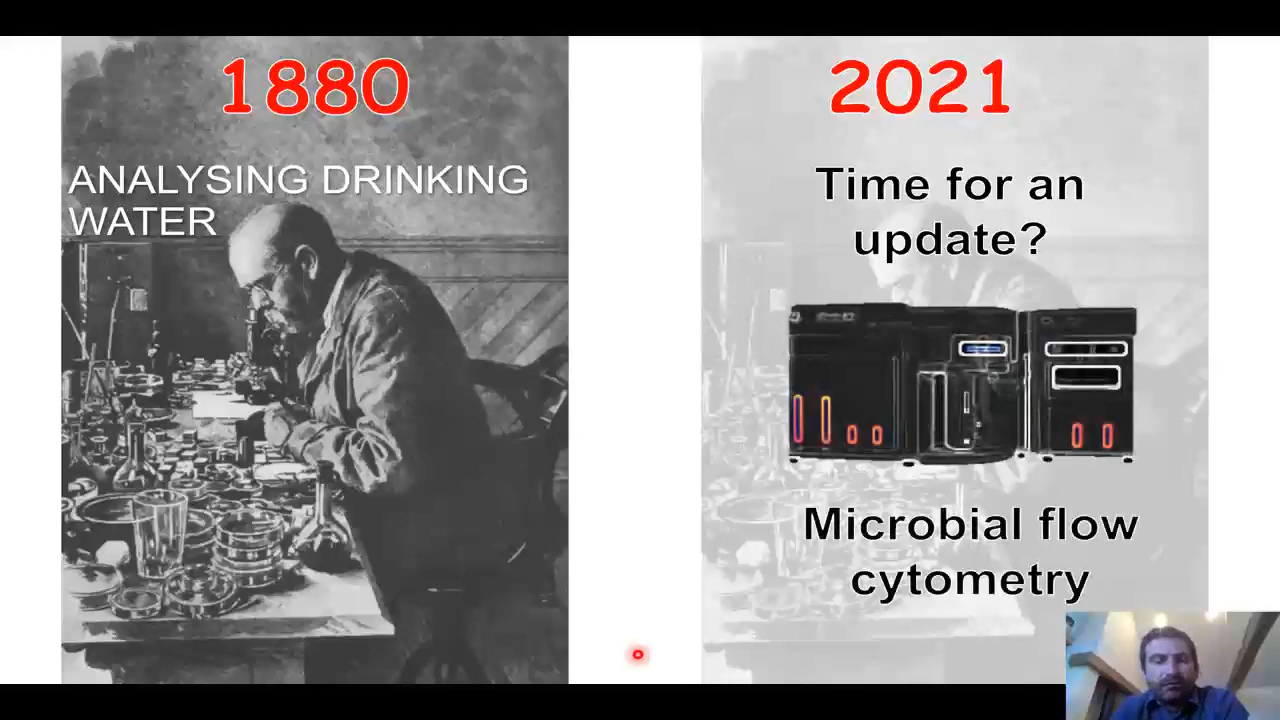 1880
ANALYSING DRINKING
WATER
2021
Time for an
update?
Microbial flow
cytometry